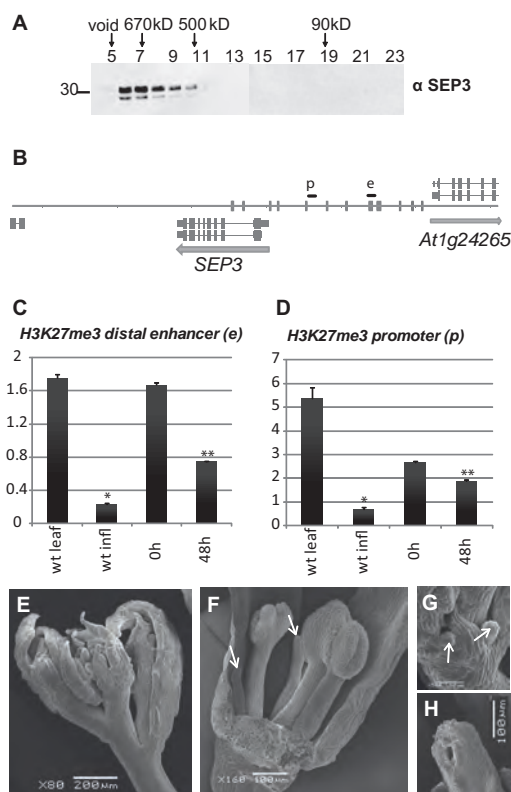 A
void 670kD 500 kD 90kD
5 7 9 11 13 15 17 19 21 23
30
α SEP3
B
p e
SEP3
At1g24265
C
H3K27me3 distal enhancer (e)
2
1.6
1.2
0.8
0.4
0
*
**
wt leaf
wt infl
0h
48h
D
H3K27me3 promoter (p)
7
6
5
4
3
2
1
0
*
**
wt leaf
wt infl
0h
48h
E
X80 200µm
F
X160 100µm
G
H
100µm